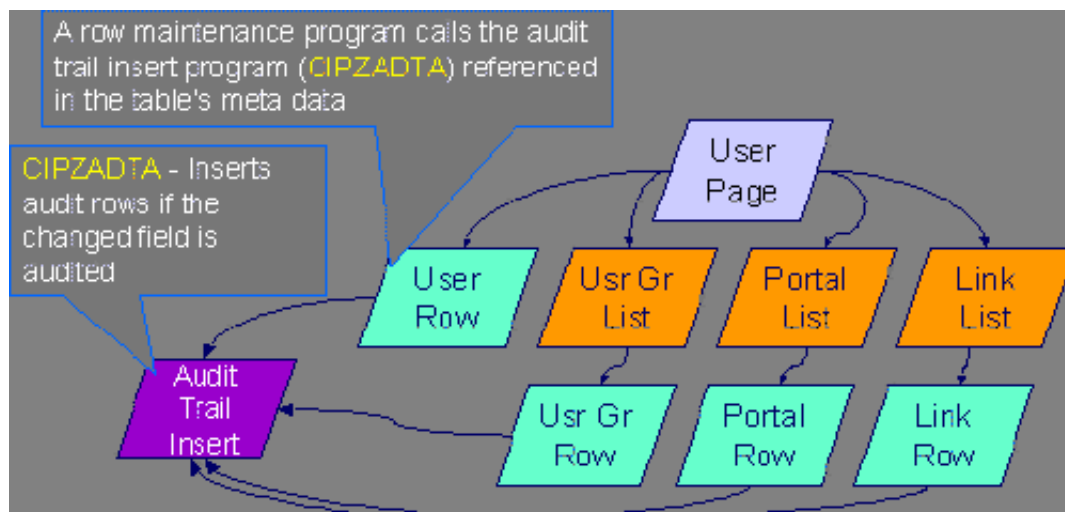 A row maintenance program calls the audit
trail insert program (CIPZADTA) referenced
in the table's meta data
CIPZADTA - Inserts
audit rows if the
changed field is
audited
User
Page
User
Row
Usr Gr
List
Portal
List
Link
List
Audit
Trail
Insert
Usr Gr
Row
Portal
Row
Link
Row